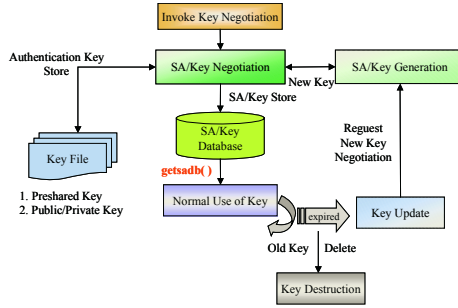 Invoke Key Negotiation
Authentication Key
Store
SA/Key Negotiation
New Key
SA/Key Generation
SA/Key Store
SA/Key
Database
Key File
1. Preshared Key
2. Public/Private Key
getsadb( )
Reguest
New Key
Negotiation
Normal Use of Key
expired
Key Update
Old Key
Delete
Key Destruction